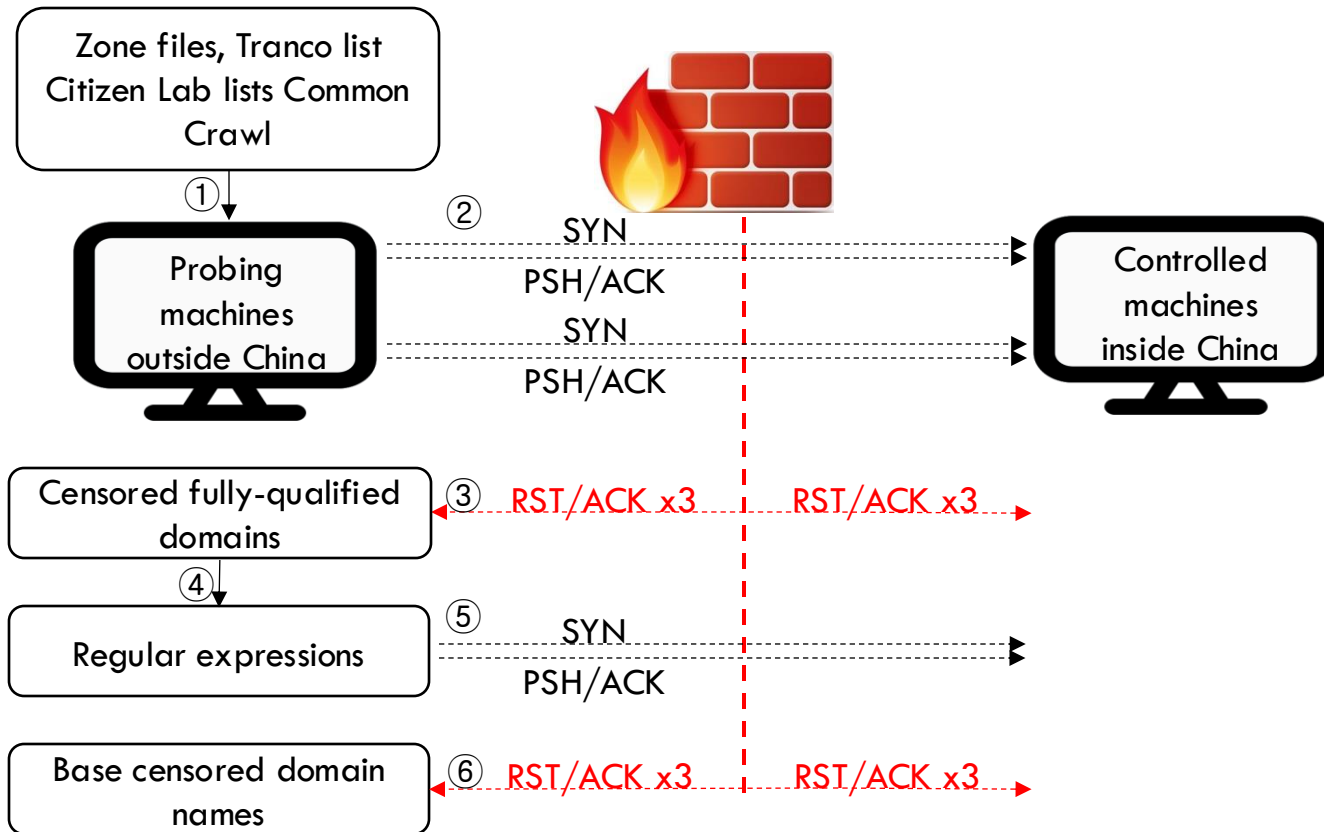 Zone files, Tranco list
Citizen Lab lists Common
Crawl
①
②
SYN
PSH/ACK
SYN
PSH/ACK
Probing
machines
outside China
Controlled
machines
inside China
Censored fully-qualified
domains
③
RST/ACK x3
RST/ACK x3
④
Regular expressions
⑤
SYN
PSH/ACK
Base censored domain
names
⑥
RST/ACK x3
RST/ACK x3